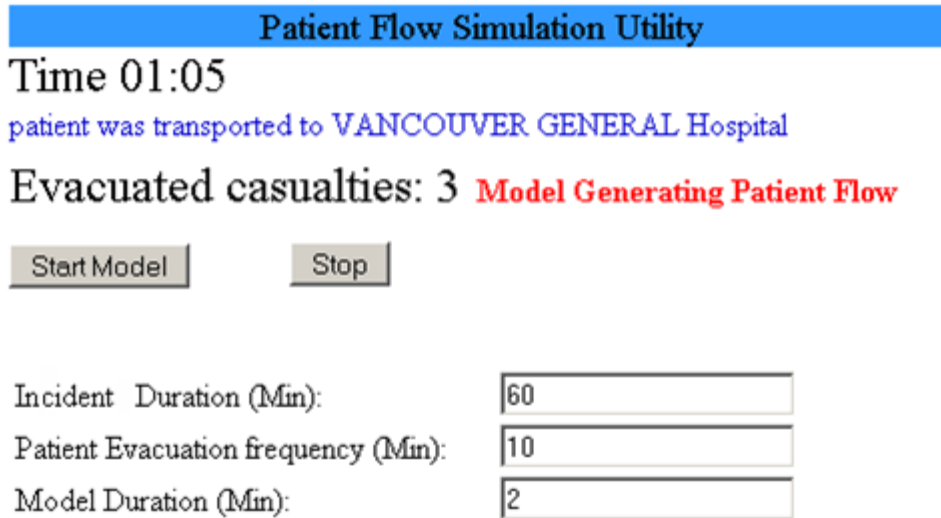 Patient Flow Simulation Utility
Time 01:05
patient was transported to VANCOUVER GENERAL Hospital
Evacuated casualties: 3 Model Generating Patient Flow
Start Model Stop
Incident Duration (Min): 60
Patient Evacuation frequency (Min): 10
Model Duration (Min): 2